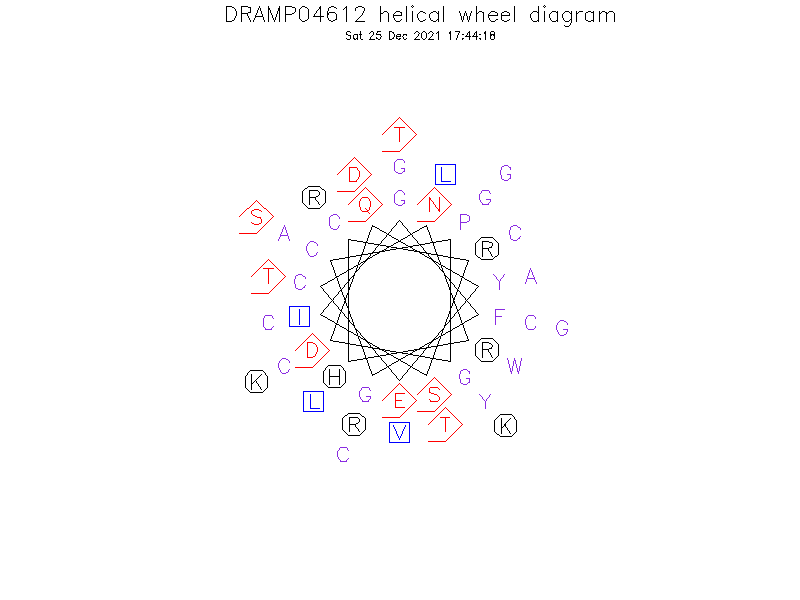 DRAMP04612 helical wheel diagram
Sat 25 Dec 2021 17:44:18
T
D G L G
R Q G N G
S A C P C
C R
T C Y A
C I F C G
D R
K C H G W
L G E S Y
R V T K
C